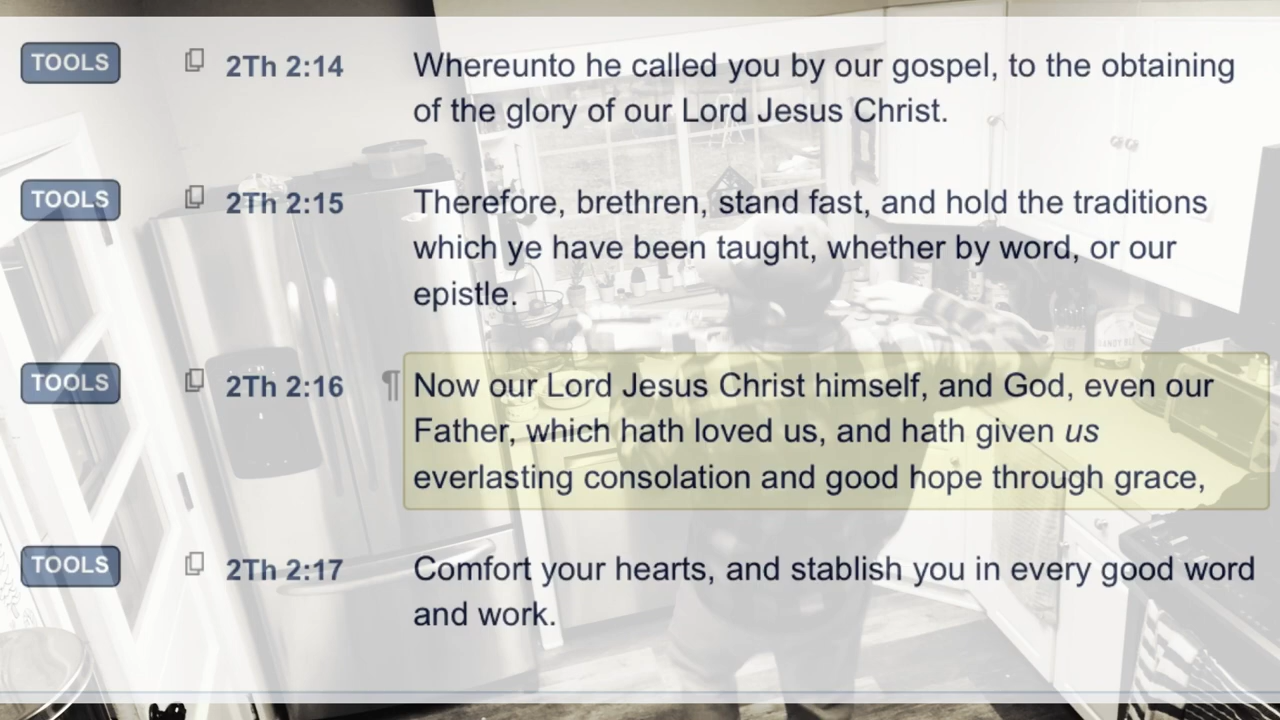 TOOLS 2Th 2:14 Whereunto he called you by our gospel, to the obtaining
of the glory of our Lord Jesus Christ.
TOOLS 2Th 2:15 Therefore, brethren, stand fast, and hold the traditions
which ye have been taught, whether by word, or our
epistle.
TOOLS 2Th 2:16 ¶ Now our Lord Jesus Christ himself, and God, even our
Father, which hath loved us, and hath given us
everlasting consolation and good hope through grace,
TOOLS 2Th 2:17 Comfort your hearts, and stablish you in every good word
and work.